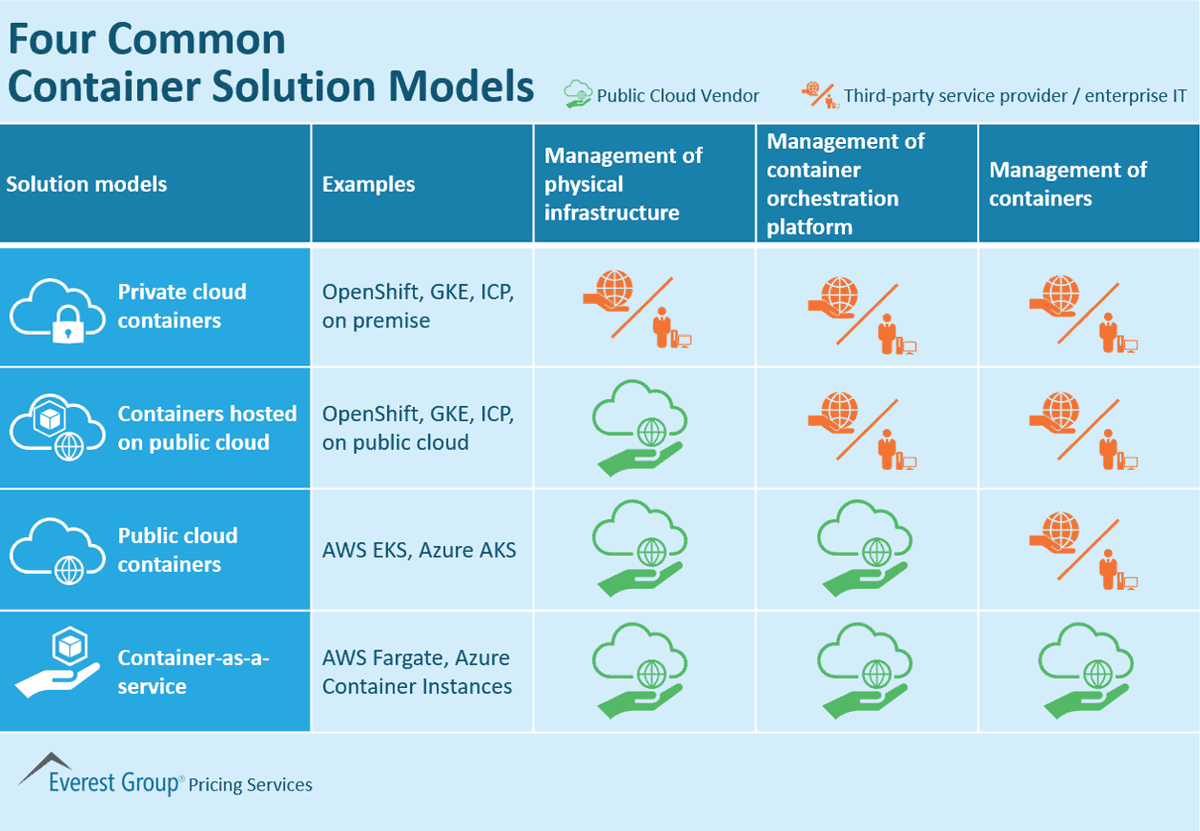 Four Common
Container Solution Models
Public Cloud Vendor
Third-party service provider / enterprise IT
Solution models
Examples
Management of
physical
infrastructure
Management of
container
orchestration
platform
Management of
containers
Private cloud
containers
OpenShift, GKE, ICP,
on premise
Containers hosted
on public cloud
OpenShift, GKE, ICP,
on public cloud
Public cloud
containers
AWS EKS, Azure AKS
Container-as-a-
service
AWS Fargate, Azure
Container Instances
Everest Group® Pricing Services